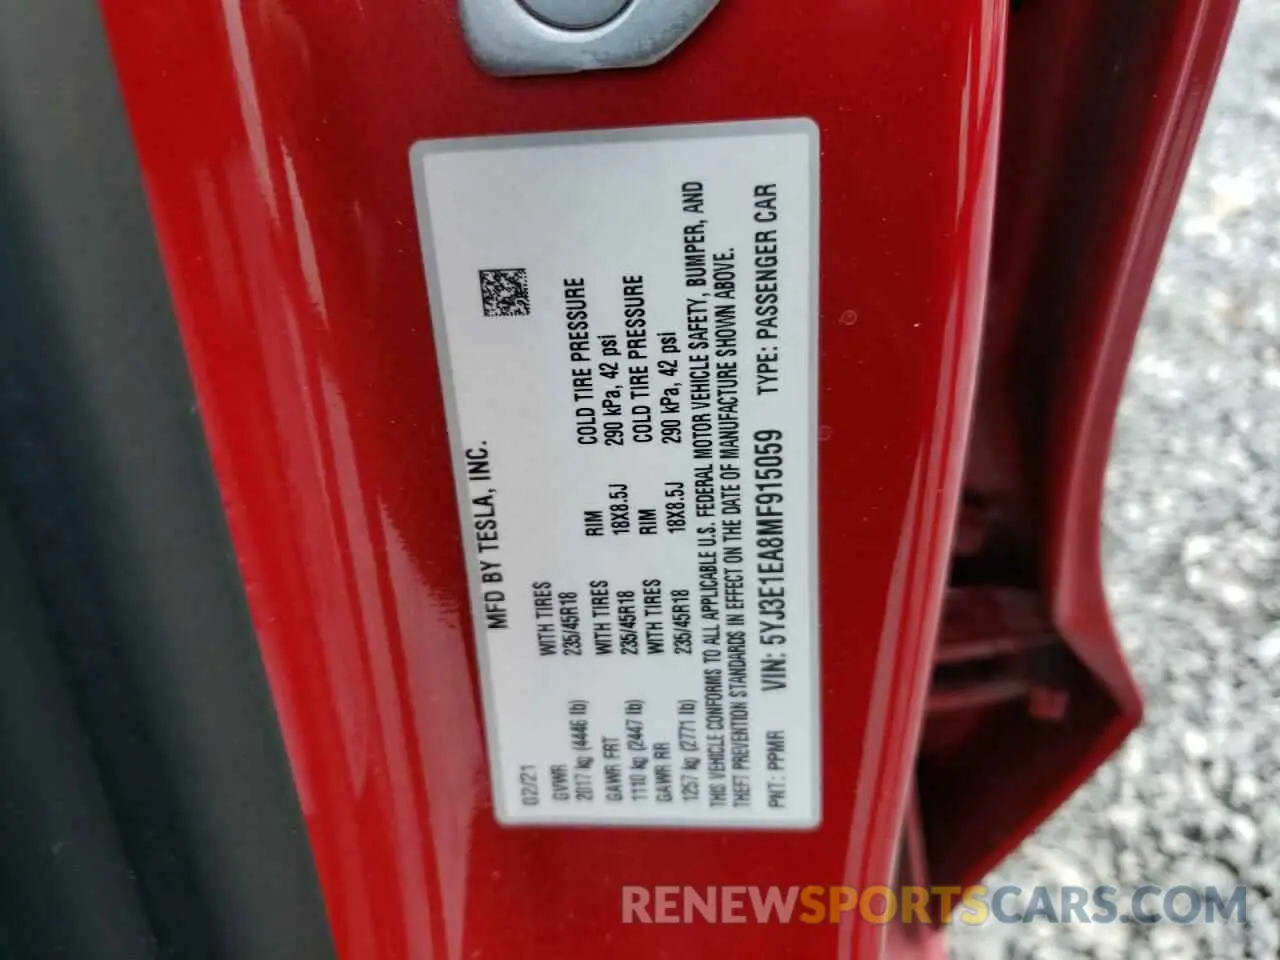 MFD BY TESLA, INC.
02/21
GVWR
2017 kg (4446 lb)
WITH TIRES
235/45R18
RIM
18X8.5J
COLD TIRE PRESSURE
290 kPa, 42 psi
GAWR FRT
1110 kg (2447 lb)
WITH TIRES
235/45R18
RIM
18X8.5J
COLD TIRE PRESSURE
290 kPa, 42 psi
GAWR RR
1257 kg (2771 lb)
THIS VEHICLE CONFORMS TO ALL APPLICABLE U.S. FEDERAL MOTOR VEHICLE SAFETY, BUMPER, AND
THEFT PREVENTION STANDARDS IN EFFECT ON THE DATE OF MANUFACTURE SHOWN ABOVE.
PNT: PPMR VIN: 5YJ3E1EA8MF915059 TYPE: PASSENGER CAR
WITH TIRES
235/45R18
RENEWSPORTSCARS.COM